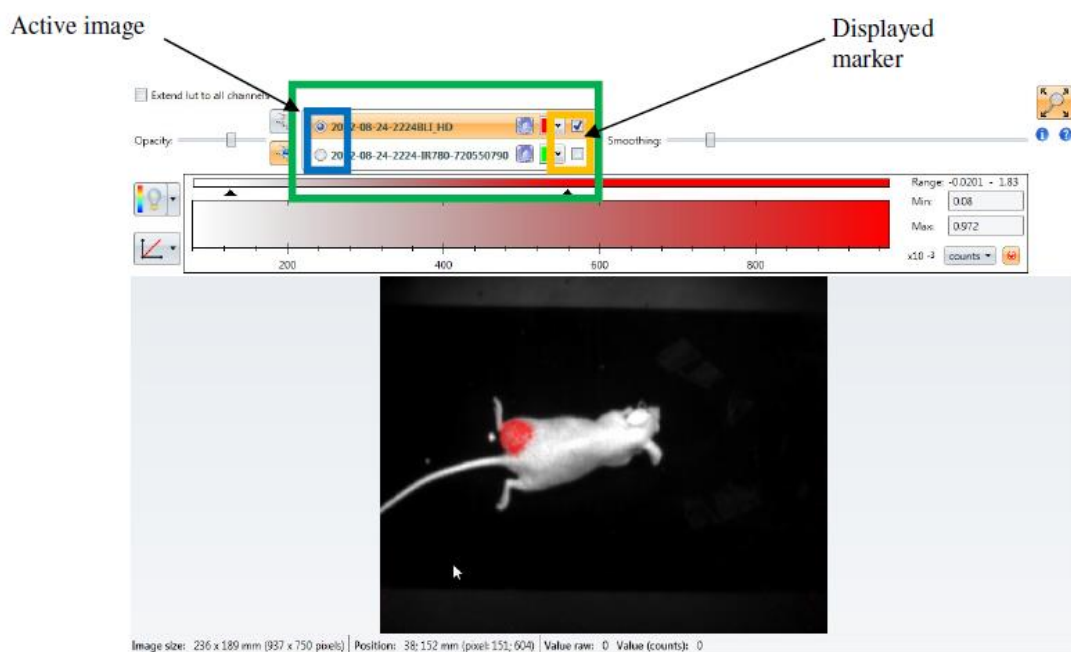 Active image
Displayed
marker
Extend lut to all channels
2012-08-24-2224BLI_HD
Opacity:
Smoothing:
2012-08-24-2224-IR780-720550790
Range: -0.0201 - 1.83
Min: 0.08
Max: 0.972
x10 -3 counts
200 400 600 800
Image size: 236 x 189 mm (937 x 750 pixels) Position: 38; 152 mm (pixel: 151; 604) Value raw: 0 Value (counts): 0